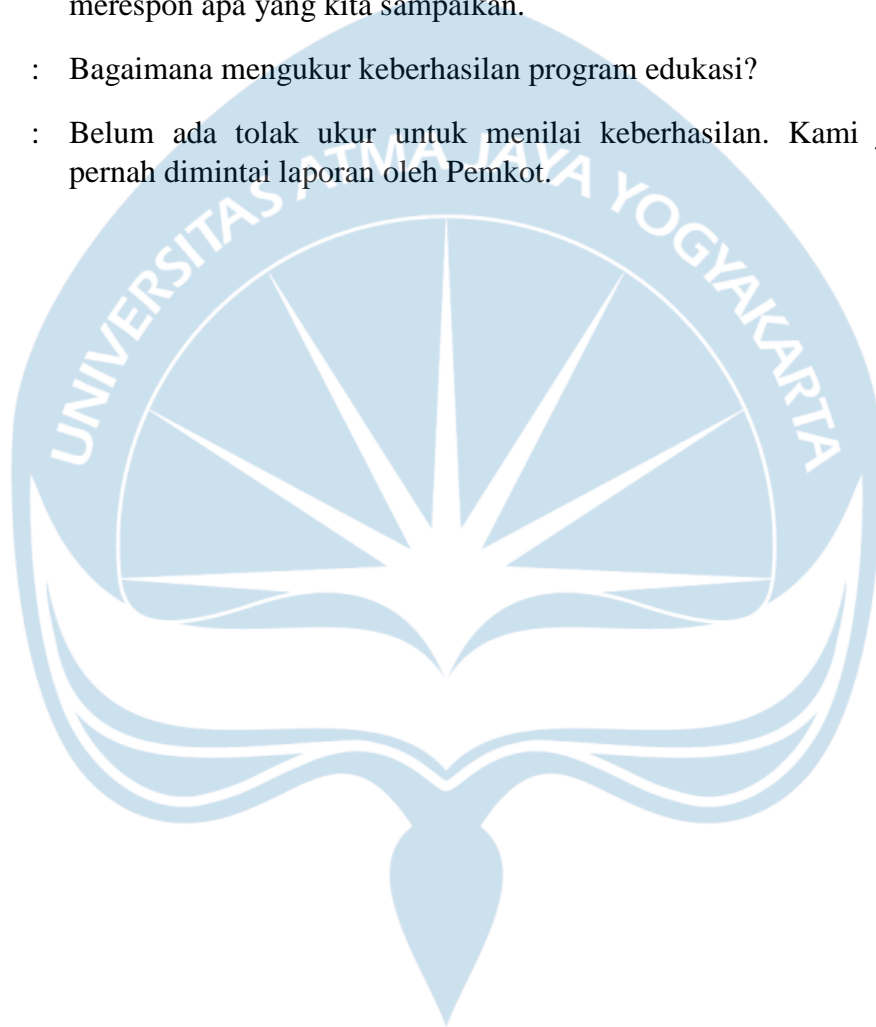 merespon apa yang kita sampaikan.
: Bagaimana mengukur keberhasilan program edukasi?
: Belum ada tolak ukur untuk menilai keberhasilan. Kami
pernah dimintai laporan oleh Pemkot.
UNIVERSITAS ATMA JAYA YOGYAKARTA